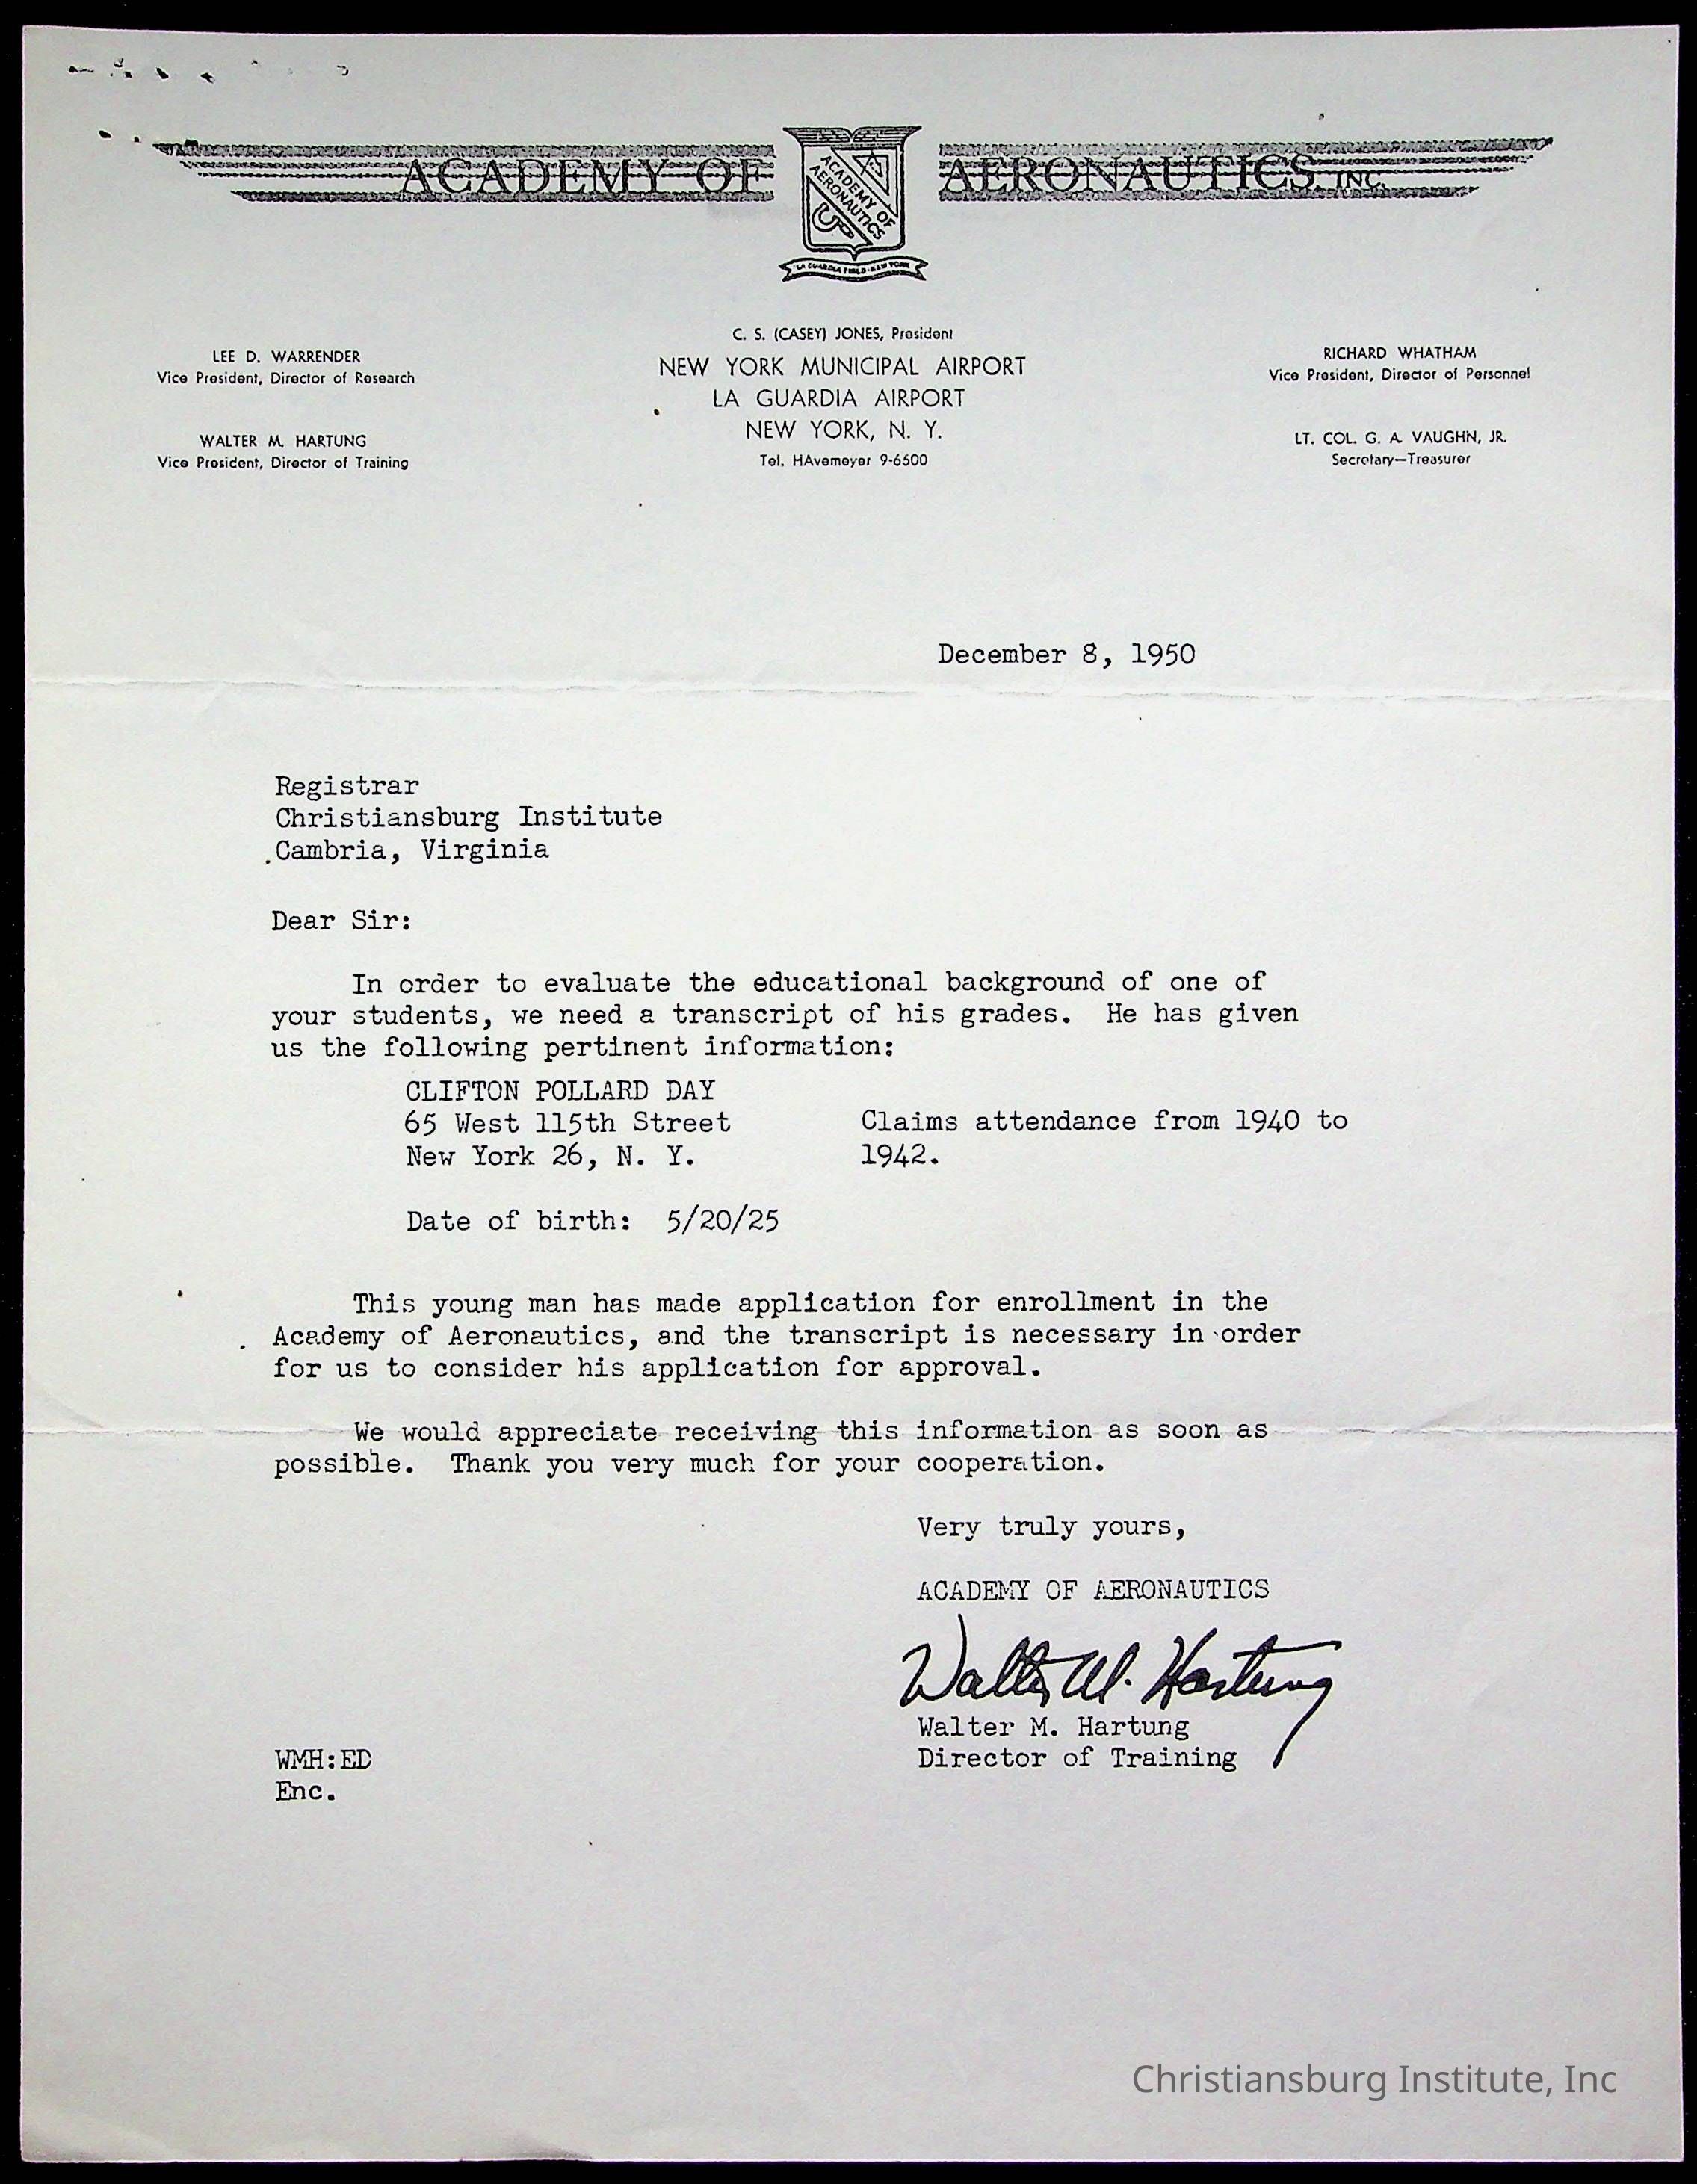 ACADEMY OF AERONAUTICS, INC.
ACADEMY OF
AERONAUTICS
LA GUARDIA FIELD - NEW YORK
C. S. (CASEY) JONES, President
NEW YORK MUNICIPAL AIRPORT
LA GUARDIA AIRPORT
NEW YORK, N. Y.
Tel. HAvemeyer 9-6500
LEE D. WARRENDER
Vice President, Director of Research
WALTER M. HARTUNG
Vice President, Director of Training
RICHARD WHATHAM
Vice President, Director of Personnel
LT. COL. G. A. VAUGHN, JR.
Secretary—Treasurer
December 8, 1950
Registrar
Christiansburg Institute
Cambria, Virginia
Dear Sir:
In order to evaluate the educational background of one of
your students, we need a transcript of his grades. He has given
us the following pertinent information:
CLIFTON POLLARD DAY
65 West 115th Street Claims attendance from 1940 to
New York 26, N. Y. 1942.
Date of birth: 5/20/25
This young man has made application for enrollment in the
Academy of Aeronautics, and the transcript is necessary in order
for us to consider his application for approval.
We would appreciate receiving this information as soon as
possible. Thank you very much for your cooperation.
Very truly yours,
ACADEMY OF AERONAUTICS
Walter M. Hartung
Walter M. Hartung
Director of Training
WMH:ED
Enc.
Christiansburg Institute, Inc